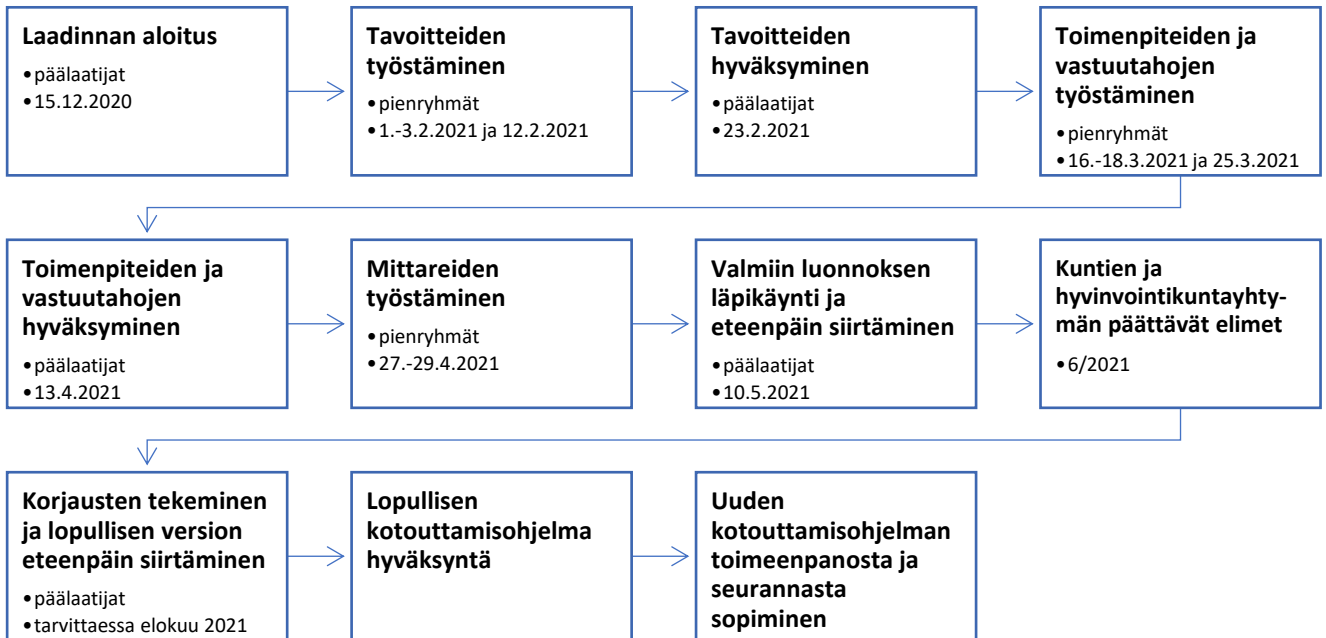 Laadinnan aloitus
•päälaatijat
•15.12.2020
Tavoitteiden
työstäminen
•pienryhmät
•1.-3.2.2021 ja 12.2.2021
Tavoitteiden
hyväksyminen
•päälaatijat
•23.2.2021
Toimenpiteiden ja
vastuutahojen
työstäminen
•pienryhmät
•16.-18.3.2021 ja 25.3.2021
Toimenpiteiden ja
vastuutahojen
hyväksyminen
•päälaatijat
•13.4.2021
Mittareiden
työstäminen
•pienryhmät
•27.-29.4.2021
Valmiin luonnoksen
läpikäynti ja
eteenpäin siirtäminen
•päälaatijat
•10.5.2021
Kuntien ja
hyvinvointikuntayhty-
män päättävät elimet
•6/2021
Korjausten tekeminen
ja lopullisen version
eteenpäin siirtäminen
•päälaatijat
•tarvittaessa elokuu 2021
Lopullisen
kotouttamisohjelma
hyväksyntä
Uuden
kotouttamisohjelman
toimeenpanosta ja
seurannasta
sopiminen